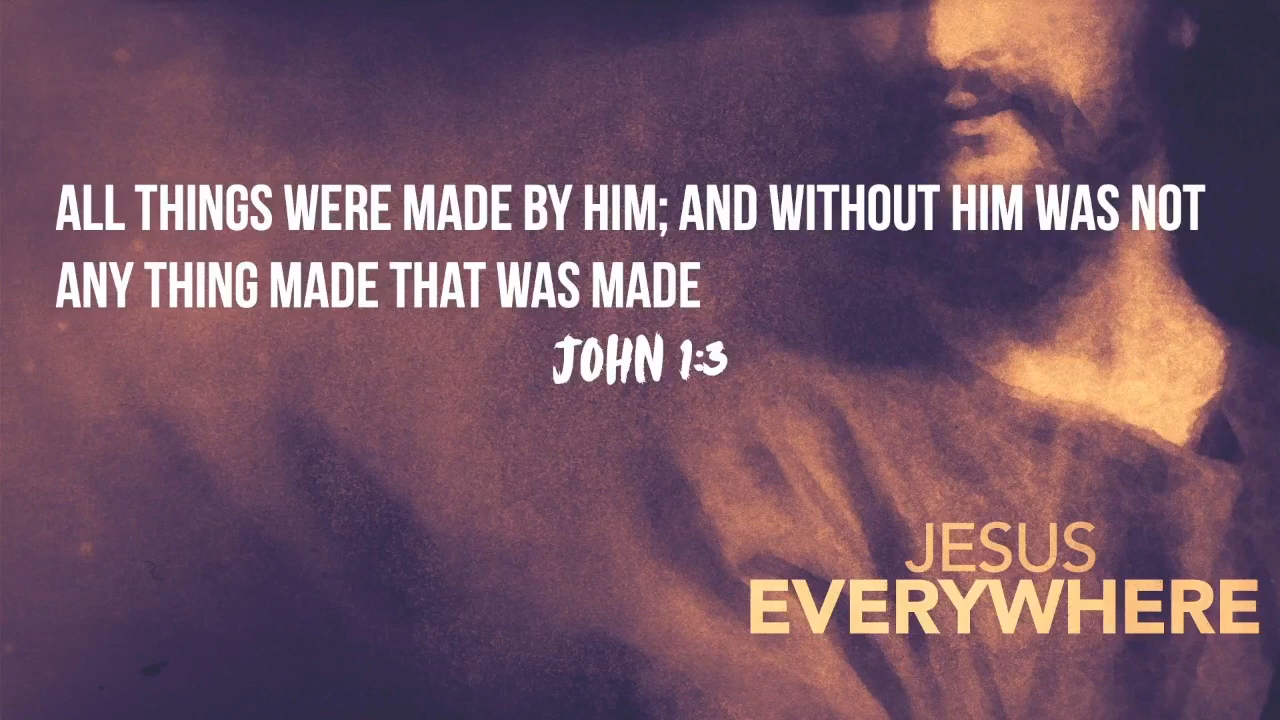 ALL THINGS WERE MADE BY HIM; AND WITHOUT HIM WAS NOT
ANY THING MADE THAT WAS MADE
JOHN 1:3
JESUS
EVERYWHERE